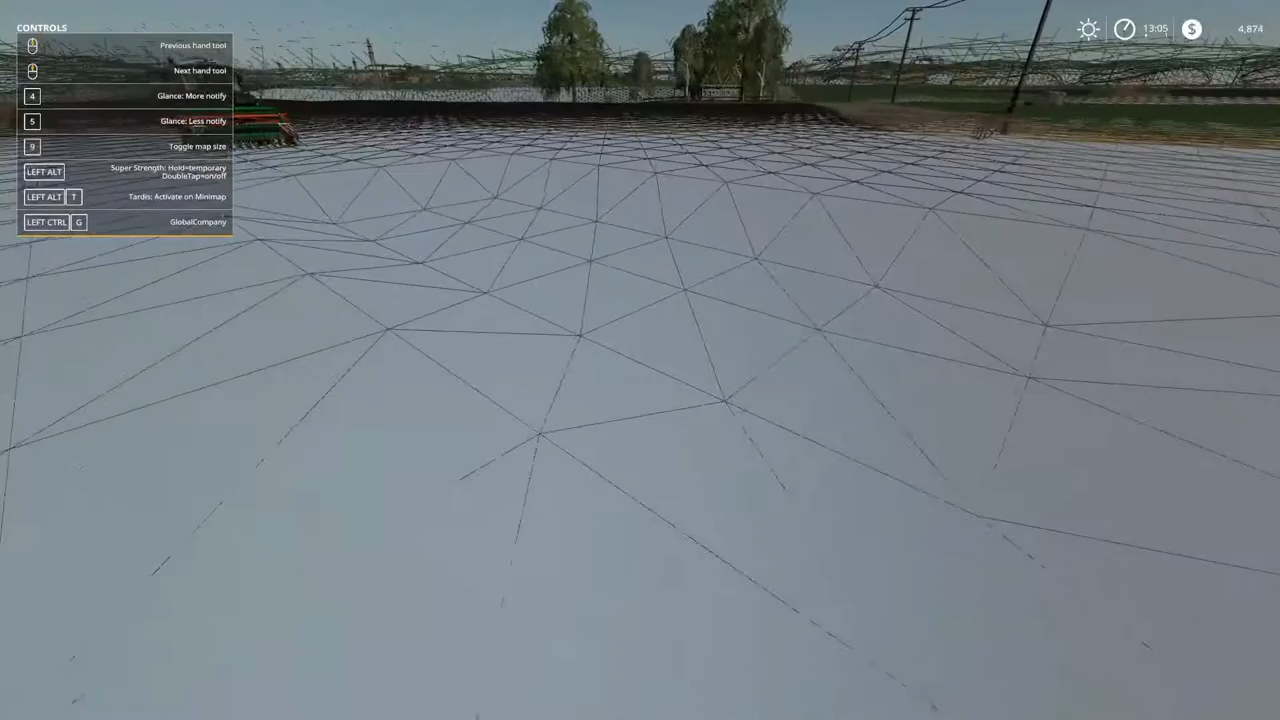 CONTROLS
Previous hand tool
Next hand tool
4 Glance: More notify
5 Glance: Less notify
9 Toggle map size
LEFT ALT Super Strength: Hold=temporary
DoubleTap=on/off
LEFT ALT T Tardis: Activate on Minimap
LEFT CTRL G GlobalCompany
13:05 $ 4,874